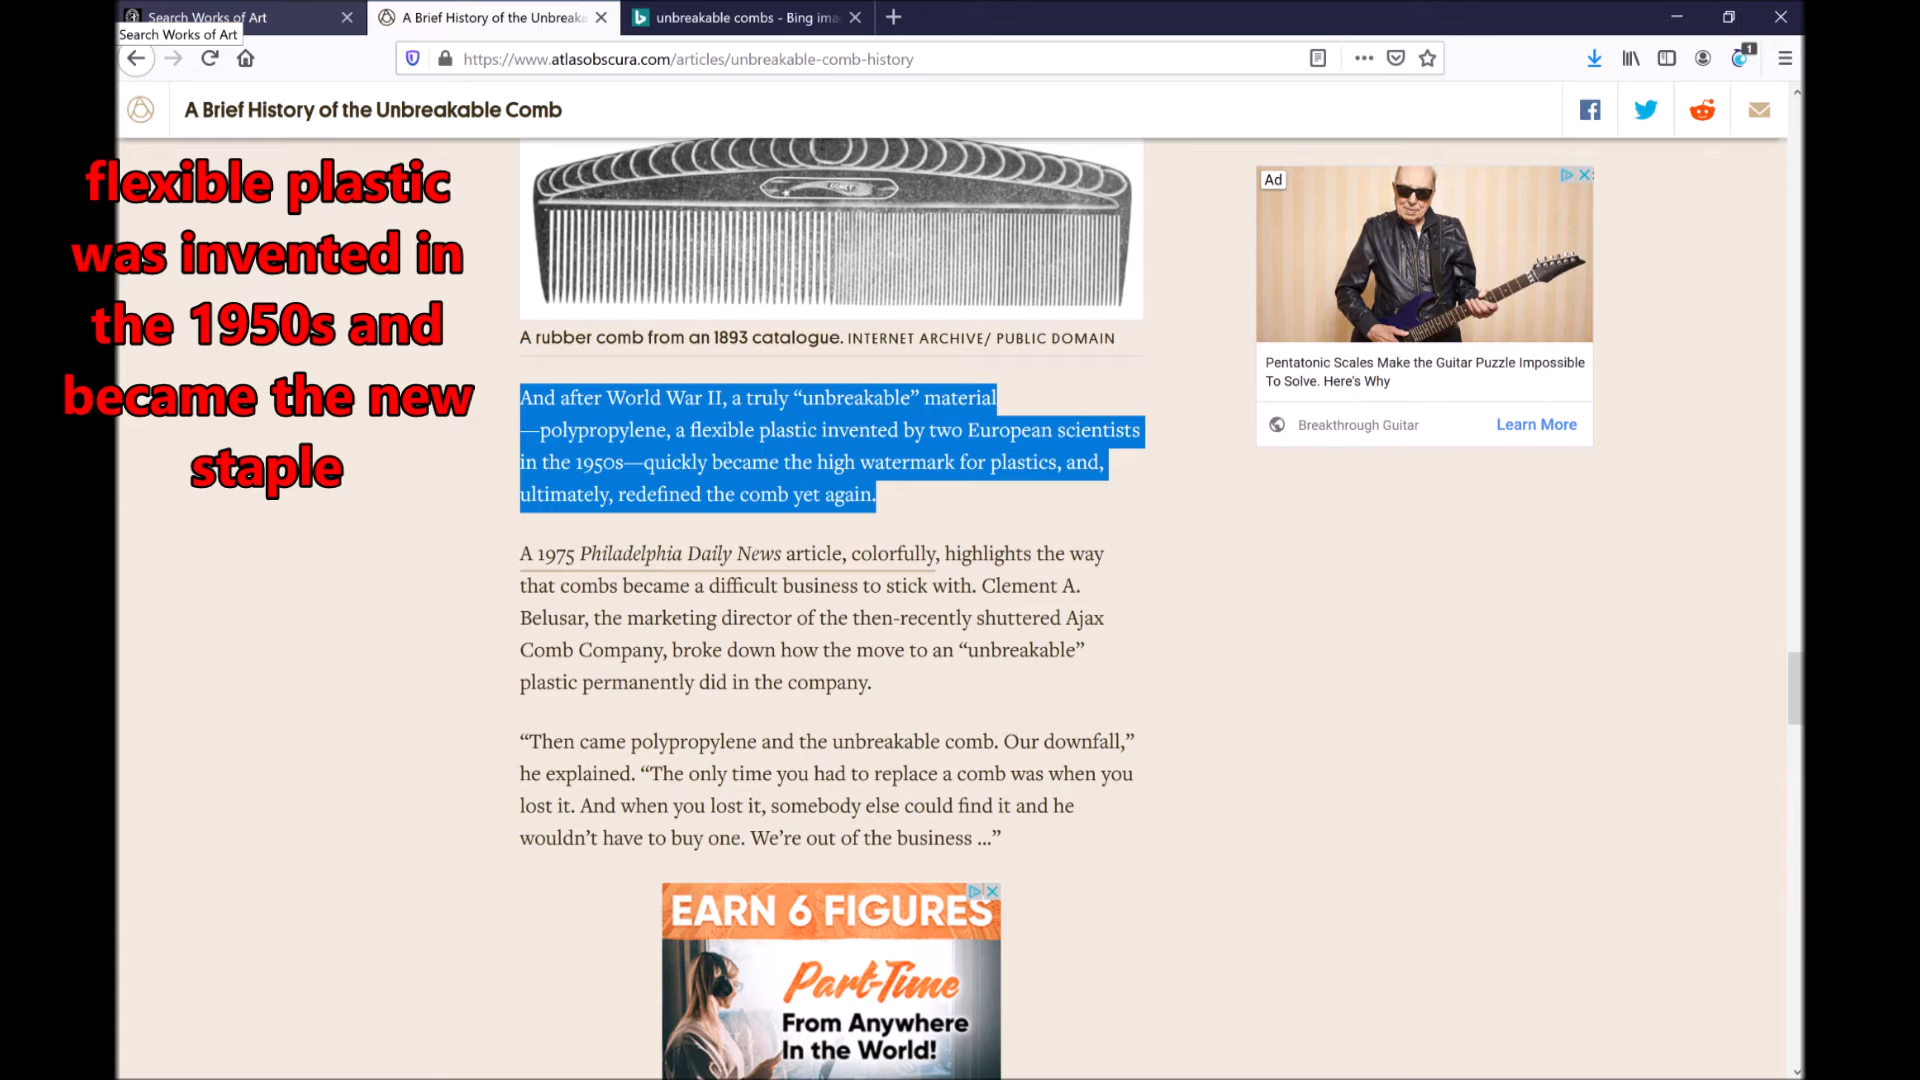 Search Works of Art
A Brief History of the Unbreaka
unbreakable combs - Bing ima
Search Works of Art
https://www.atlasobscura.com/articles/unbreakable-comb-history
1
A Brief History of the Unbreakable Comb
flexible plastic
was invented in
the 1950s and
became the new
staple
A rubber comb from an 1893 catalogue. INTERNET ARCHIVE/ PUBLIC DOMAIN
And after World War II, a truly “unbreakable” material
—polypropylene, a flexible plastic invented by two European scientists
in the 1950s—quickly became the high watermark for plastics, and,
ultimately, redefined the comb yet again.
A 1975 Philadelphia Daily News article, colorfully, highlights the way
that combs became a difficult business to stick with. Clement A.
Belusar, the marketing director of the then-recently shuttered Ajax
Comb Company, broke down how the move to an “unbreakable”
plastic permanently did in the company.
“Then came polypropylene and the unbreakable comb. Our downfall,”
he explained. “The only time you had to replace a comb was when you
lost it. And when you lost it, somebody else could find it and he
wouldn’t have to buy one. We’re out of the business ...”
Ad
Pentatonic Scales Make the Guitar Puzzle Impossible
To Solve. Here's Why
Breakthrough Guitar
Learn More
EARN 6 FIGURES
Part-Time
From Anywhere
In the World!